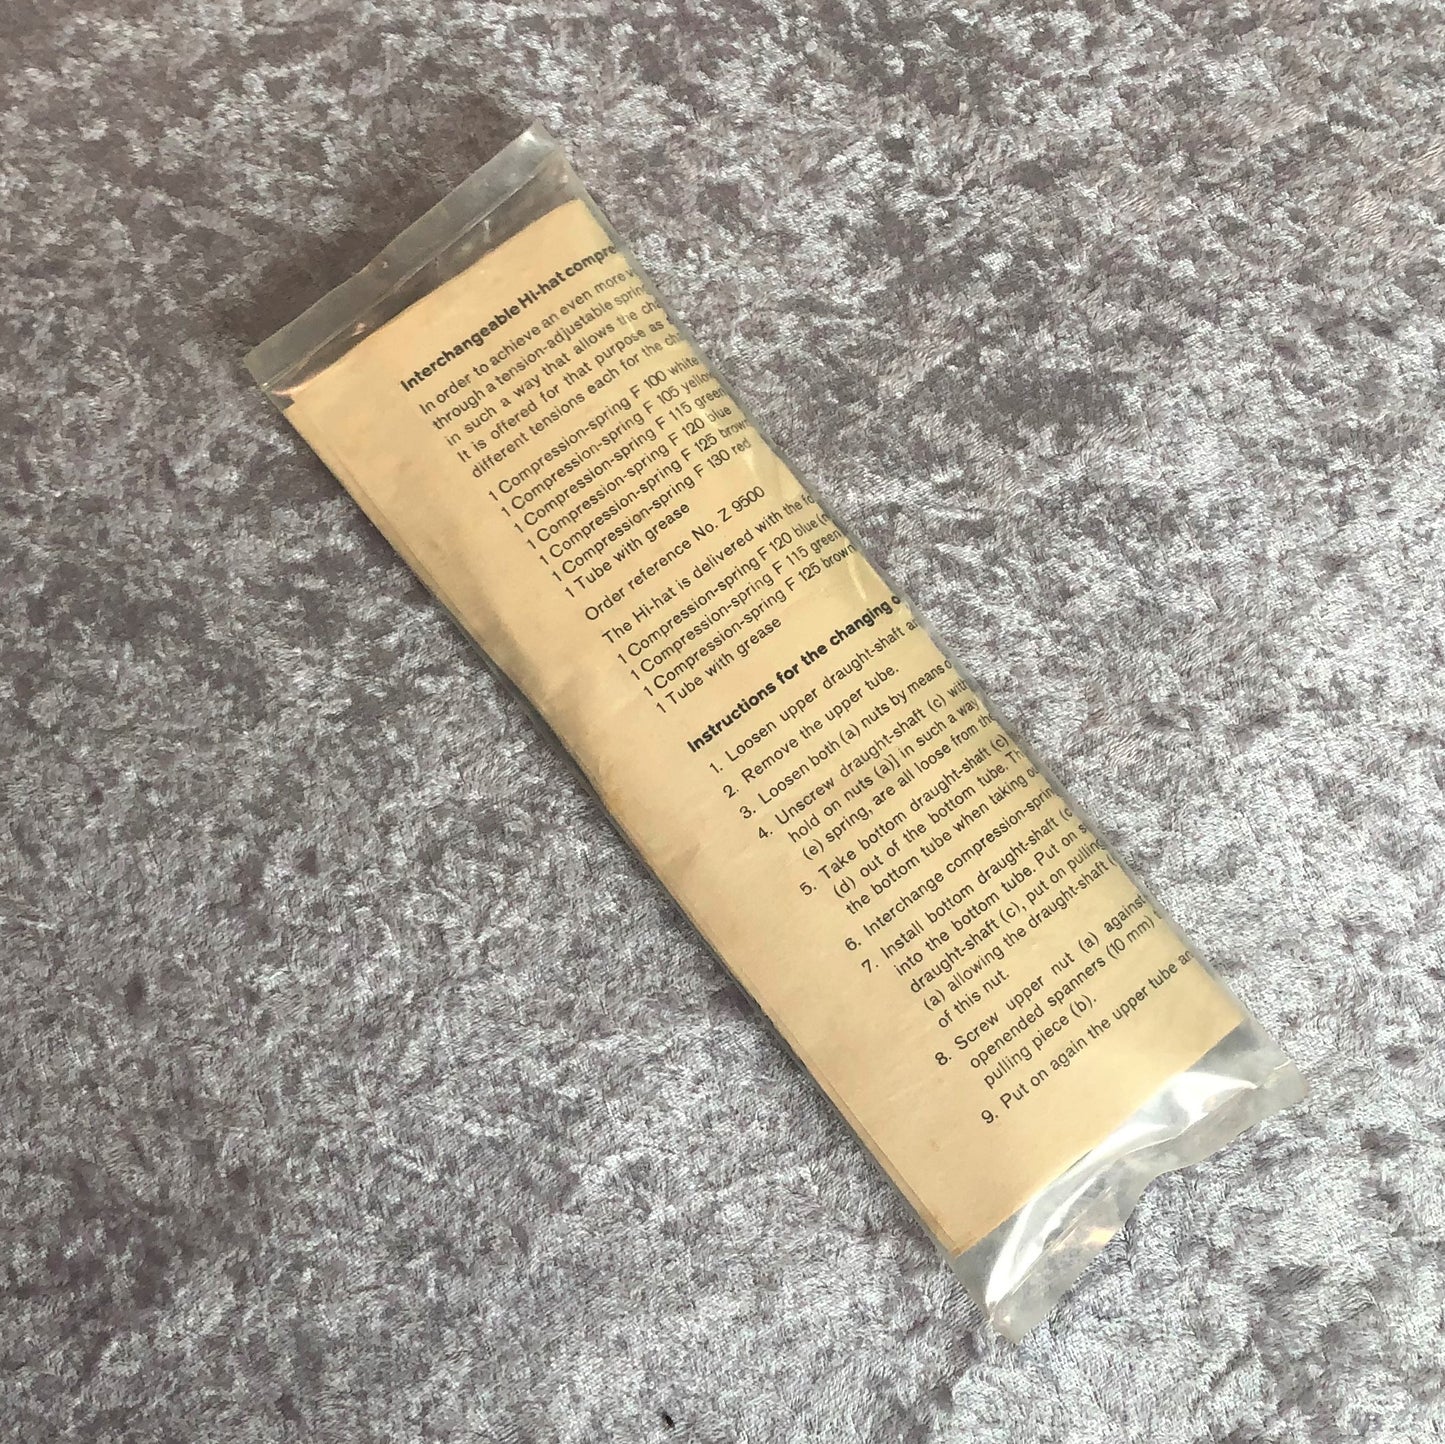 Interchangeable Hi-hat
In order to achieve an even more
through a tension-adjustable
in such a way that allows the
It is offered for that purpose as
different tensions each for the
1 Compression-spring F 100 white
1 Compression-spring F 105
1 Compression-spring F 115 green
1 Compression-spring F 120 blue
1 Compression-spring F 125 brown
1 Compression-spring F 130 red
1 Tube with grease
Order reference No. Z 9500
The Hi-hat is delivered with the
1 Compression-spring F 120 blue
1 Compression-spring F 115 green
1 Compression-spring F 125 brown
1 Tube with grease
Instructions for the changing
1. Loosen upper draught-shaft
2. Remove the upper tube.
3. Loosen both (a) nuts by means
4. Unscrew draught-shaft (c)
hold on nuts (a)] in such a way
(e) spring, are all loose from the
5. Take bottom draught-shaft (c)
(d) out of the bottom tube.
the bottom tube when taking
6. Interchange
7. Install bottom draught-shaft
into the bottom tube. Put on
draught-shaft (c), put on
(a) allowing the draught-shaft
of this nut.
8. Screw upper nut (a) against
openended spanners (10 mm)
pulling piece (b).
9. Put on again the upper tube